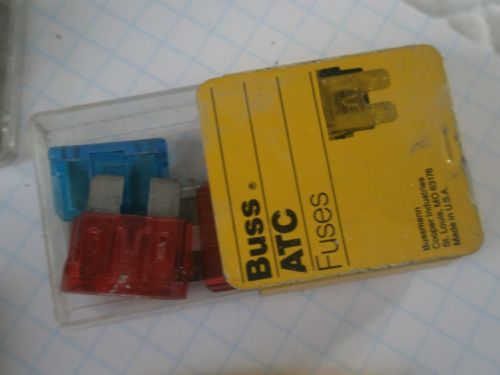 Buss®
ATC
Fuses
Bussmann
Cooper Industries
St. Louis, MO 63178
Made in U.S.A.